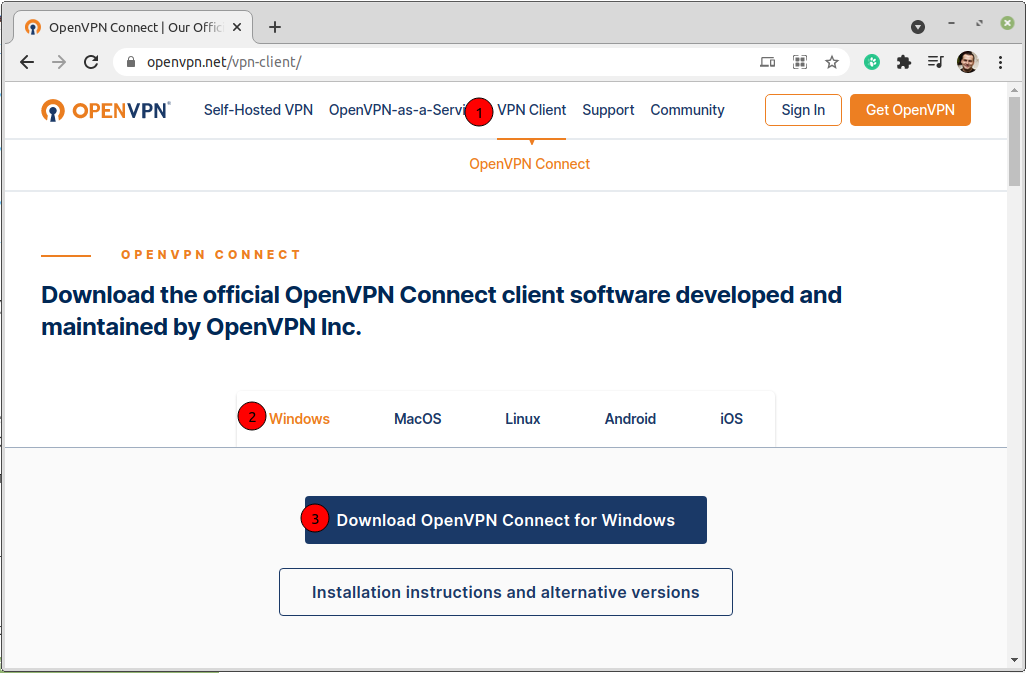 OpenVPN Connect | Our Offic
openvpn.net/vpn-client/
OPENVPN® Self-Hosted VPN OpenVPN-as-a-Servi 1 VPN Client Support Community Sign In Get OpenVPN
OpenVPN Connect
OPENVPN CONNECT
Download the official OpenVPN Connect client software developed and
maintained by OpenVPN Inc.
2 Windows MacOS Linux Android iOS
3 Download OpenVPN Connect for Windows
Installation instructions and alternative versions